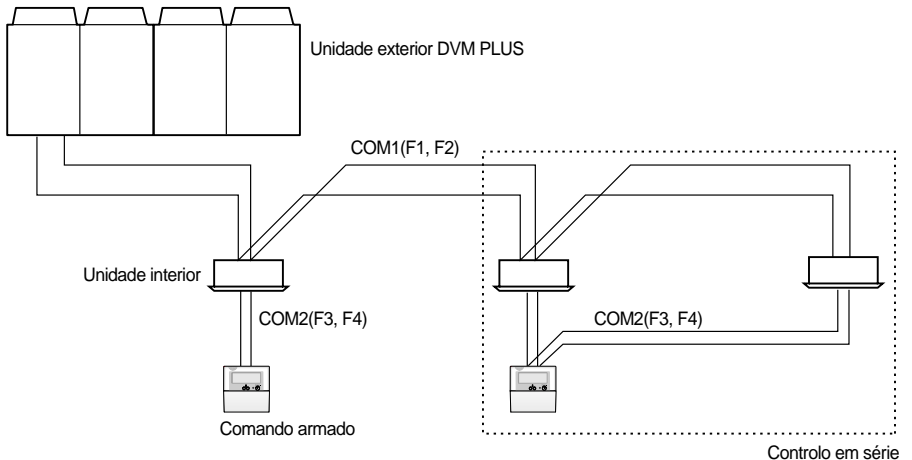 Unidade exterior DVM PLUS
COM1(F1, F2)
Unidade interior
COM2(F3, F4)
COM2(F3, F4)
Comando armado
Controlo em série